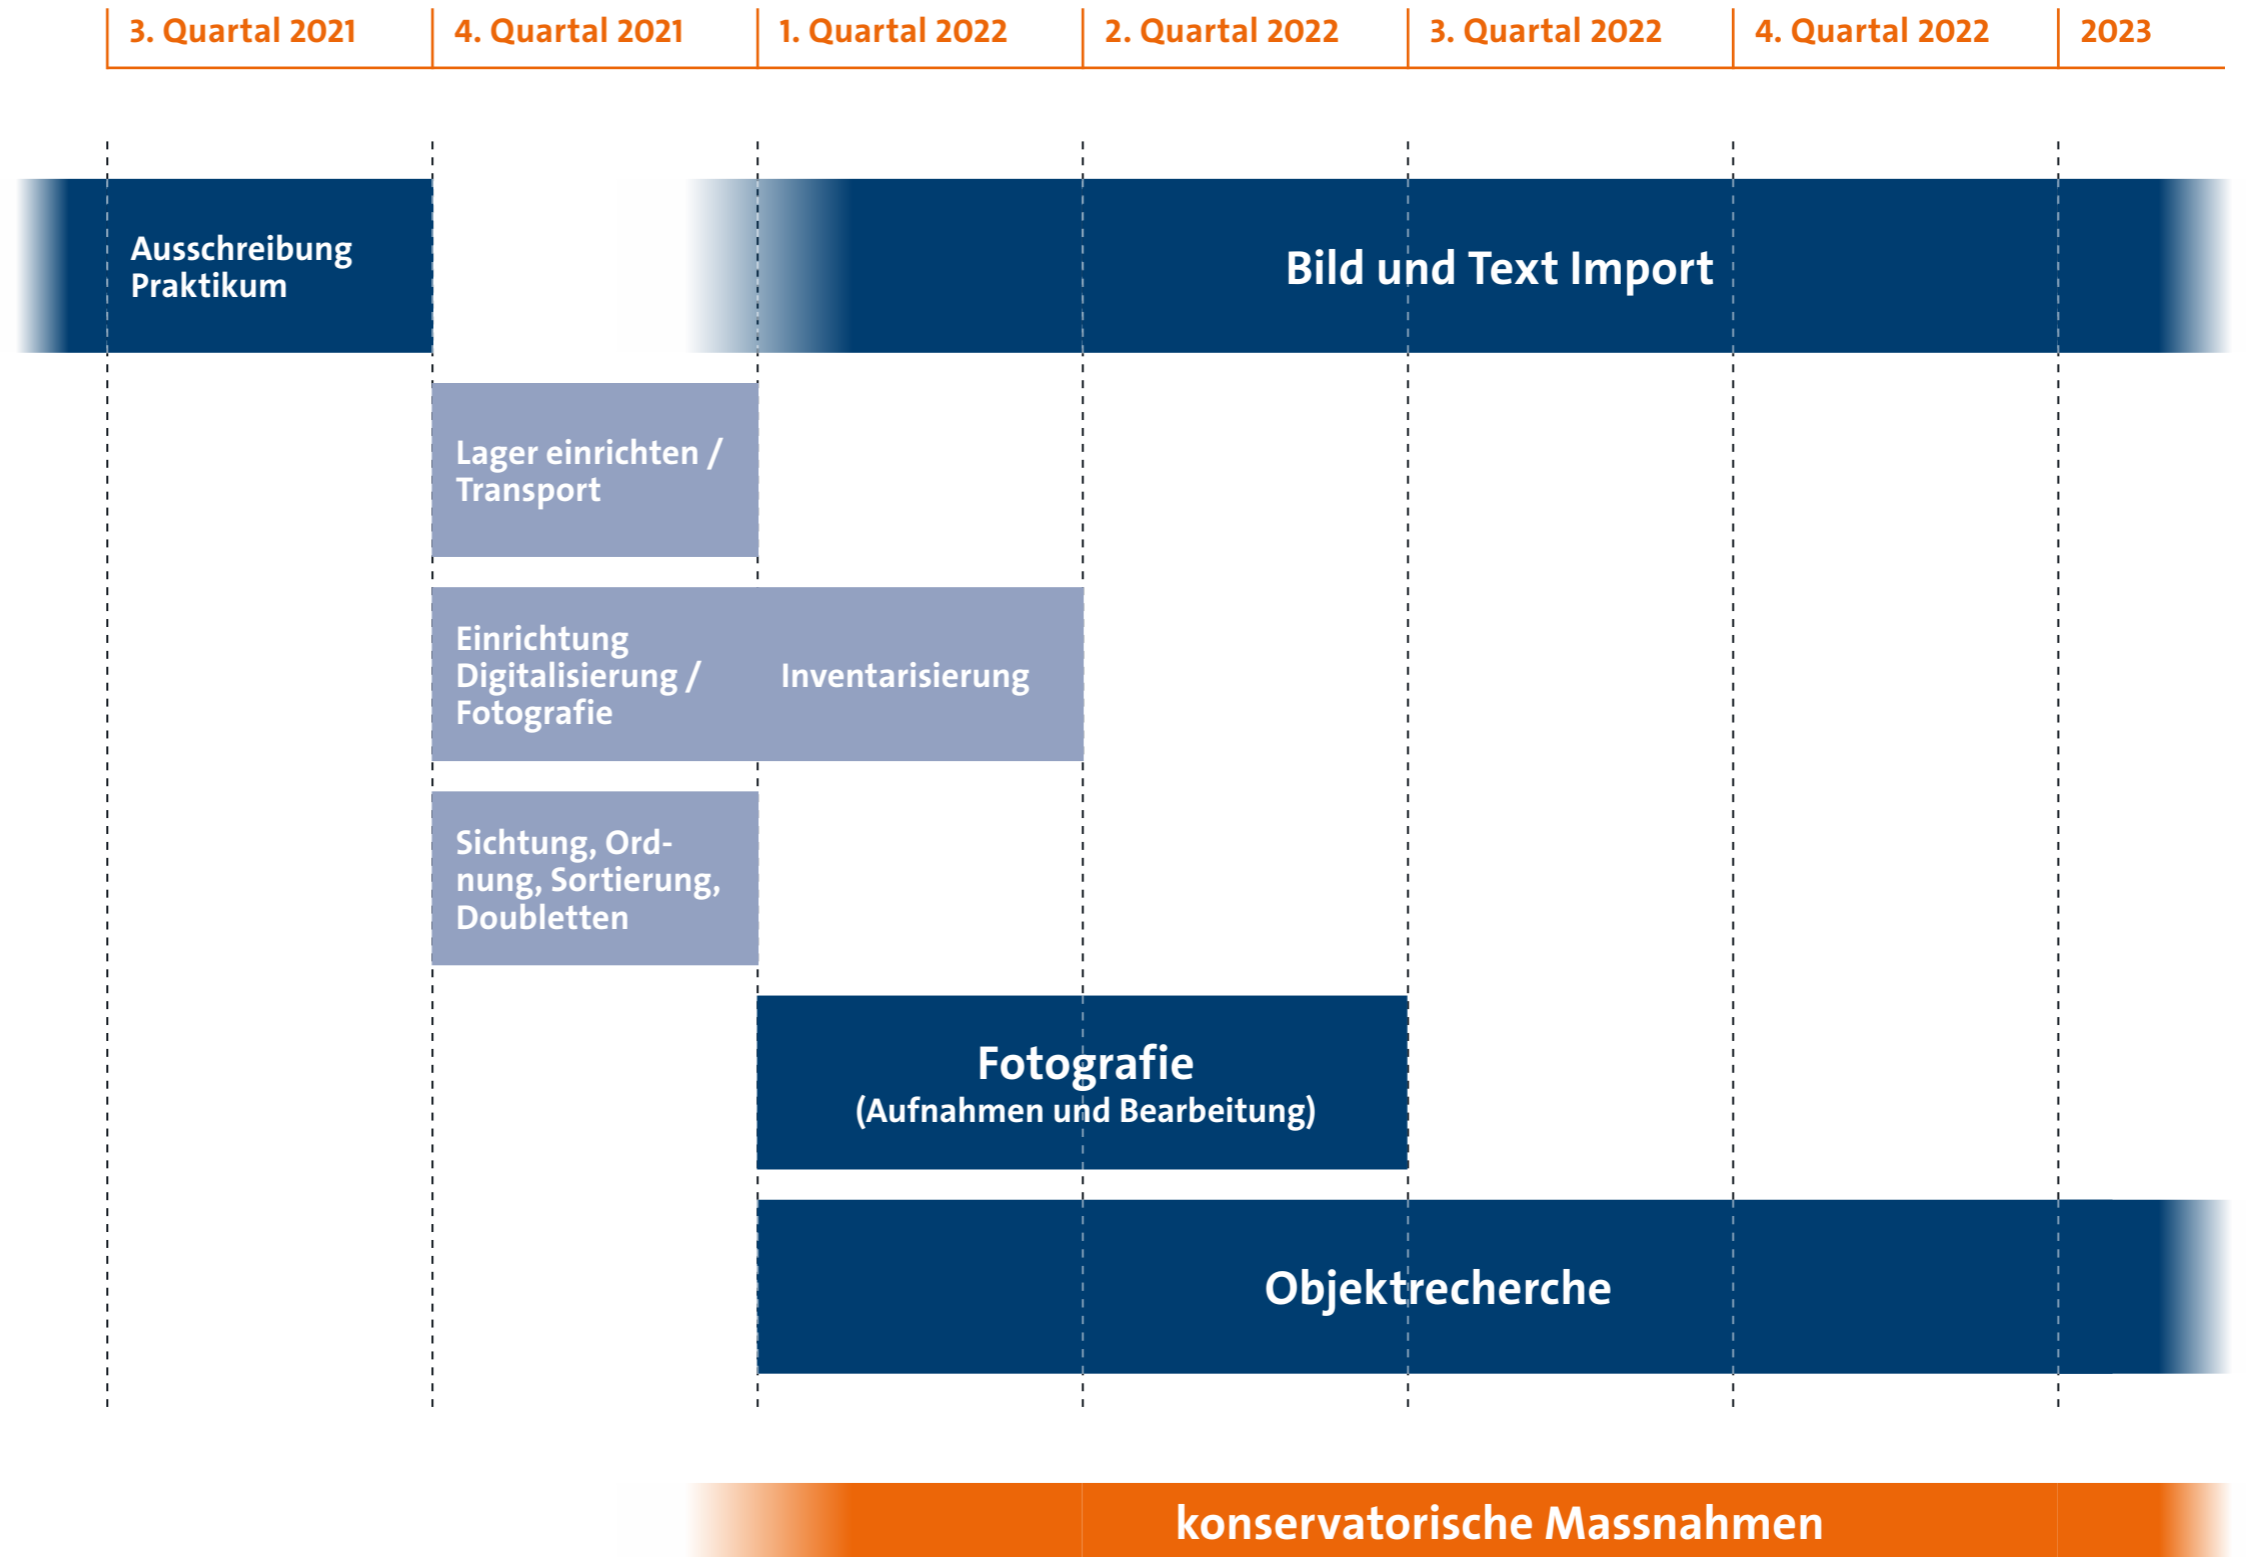 3. Quartal 2021
4. Quartal 2021
1. Quartal 2022
2. Quartal 2022
3. Quartal 2022
4. Quartal 2022
2023
Ausschreibung
Praktikum
Bild und Text Import
Lager einrichten /
Transport
Einrichtung
Digitalisierung /
Fotografie
Inventarisierung
Sichtung, Ord-
nung, Sortierung,
Doubletten
Fotografie
(Aufnahmen und Bearbeitung)
Objektrecherche
konservatorische Massnahmen